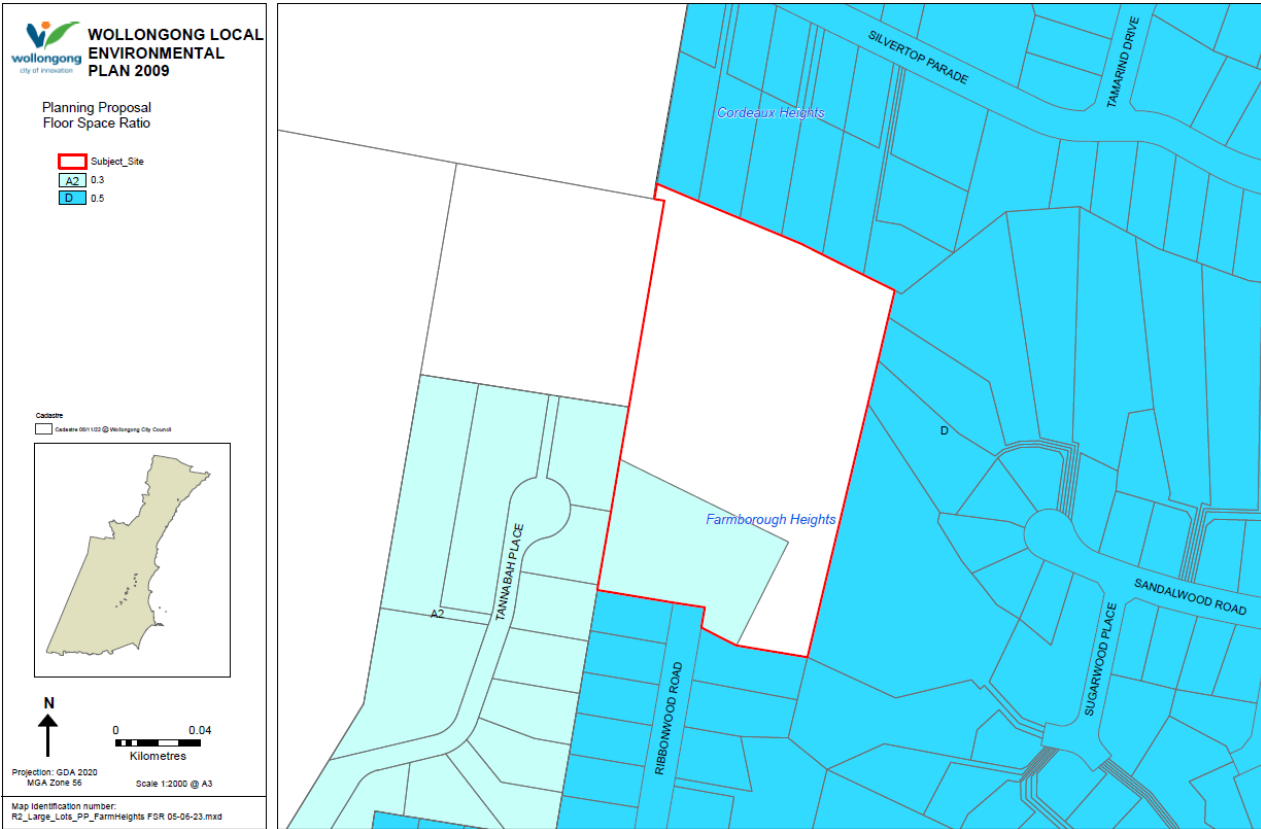 wollongong
city of innovation
WOLLONGONG LOCAL
ENVIRONMENTAL
PLAN 2009
Planning Proposal
Floor Space Ratio
Subject_Site
A2 0.3
D 0.5
Cadastre
Cadastre 08/11/22 @ Wollongong City Council
N
0 0.04
Kilometres
Projection: GDA 2020
MGA Zone 56
Scale 1:2000 @ A3
Map identification number:
R2_Large_Lots_PP_FarmHeights FSR 05-06-23.mxd
SILVERTOP PARADE
TAMARIND DRIVE
Cordeaux Heights
D
Farmborough Heights
TANNABAH PLACE
A2
SANDALWOOD ROAD
SUGARWOOD PLACE
RIBBONWOOD ROAD